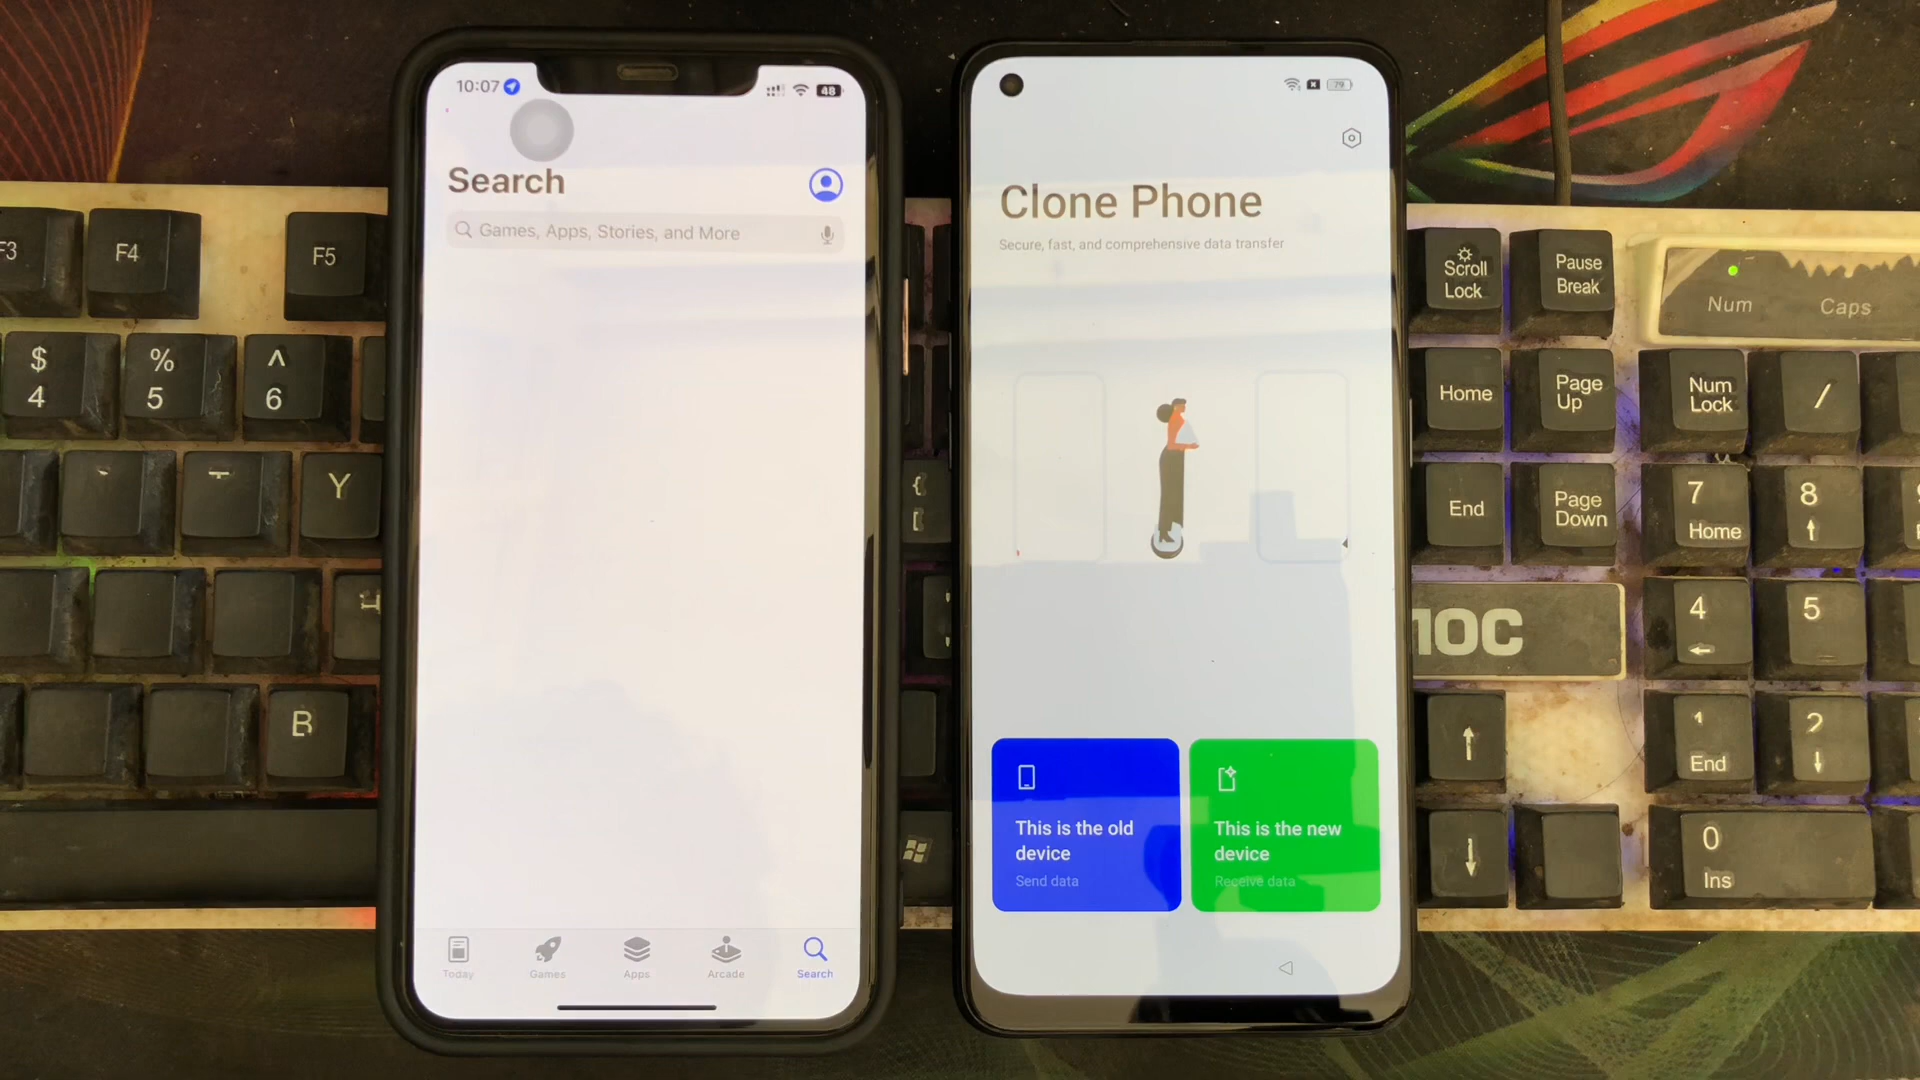 10:07
48
Search
Games, Apps, Stories, and More
Today
Games
Apps
Arcade
Search
79
Clone Phone
Secure, fast, and comprehensive data transfer
This is the old
device
Send data
This is the new
device
Receive data
F3
F4
F5
$
4
%
5
^
6
Y
B
{
[
Scroll
Lock
Pause
Break
Num
Caps
Home
Page
Up
Num
Lock
/
End
Page
Down
7
Home
8
↑
4
←
5
↑
1
End
2
↓
↓
0
Ins